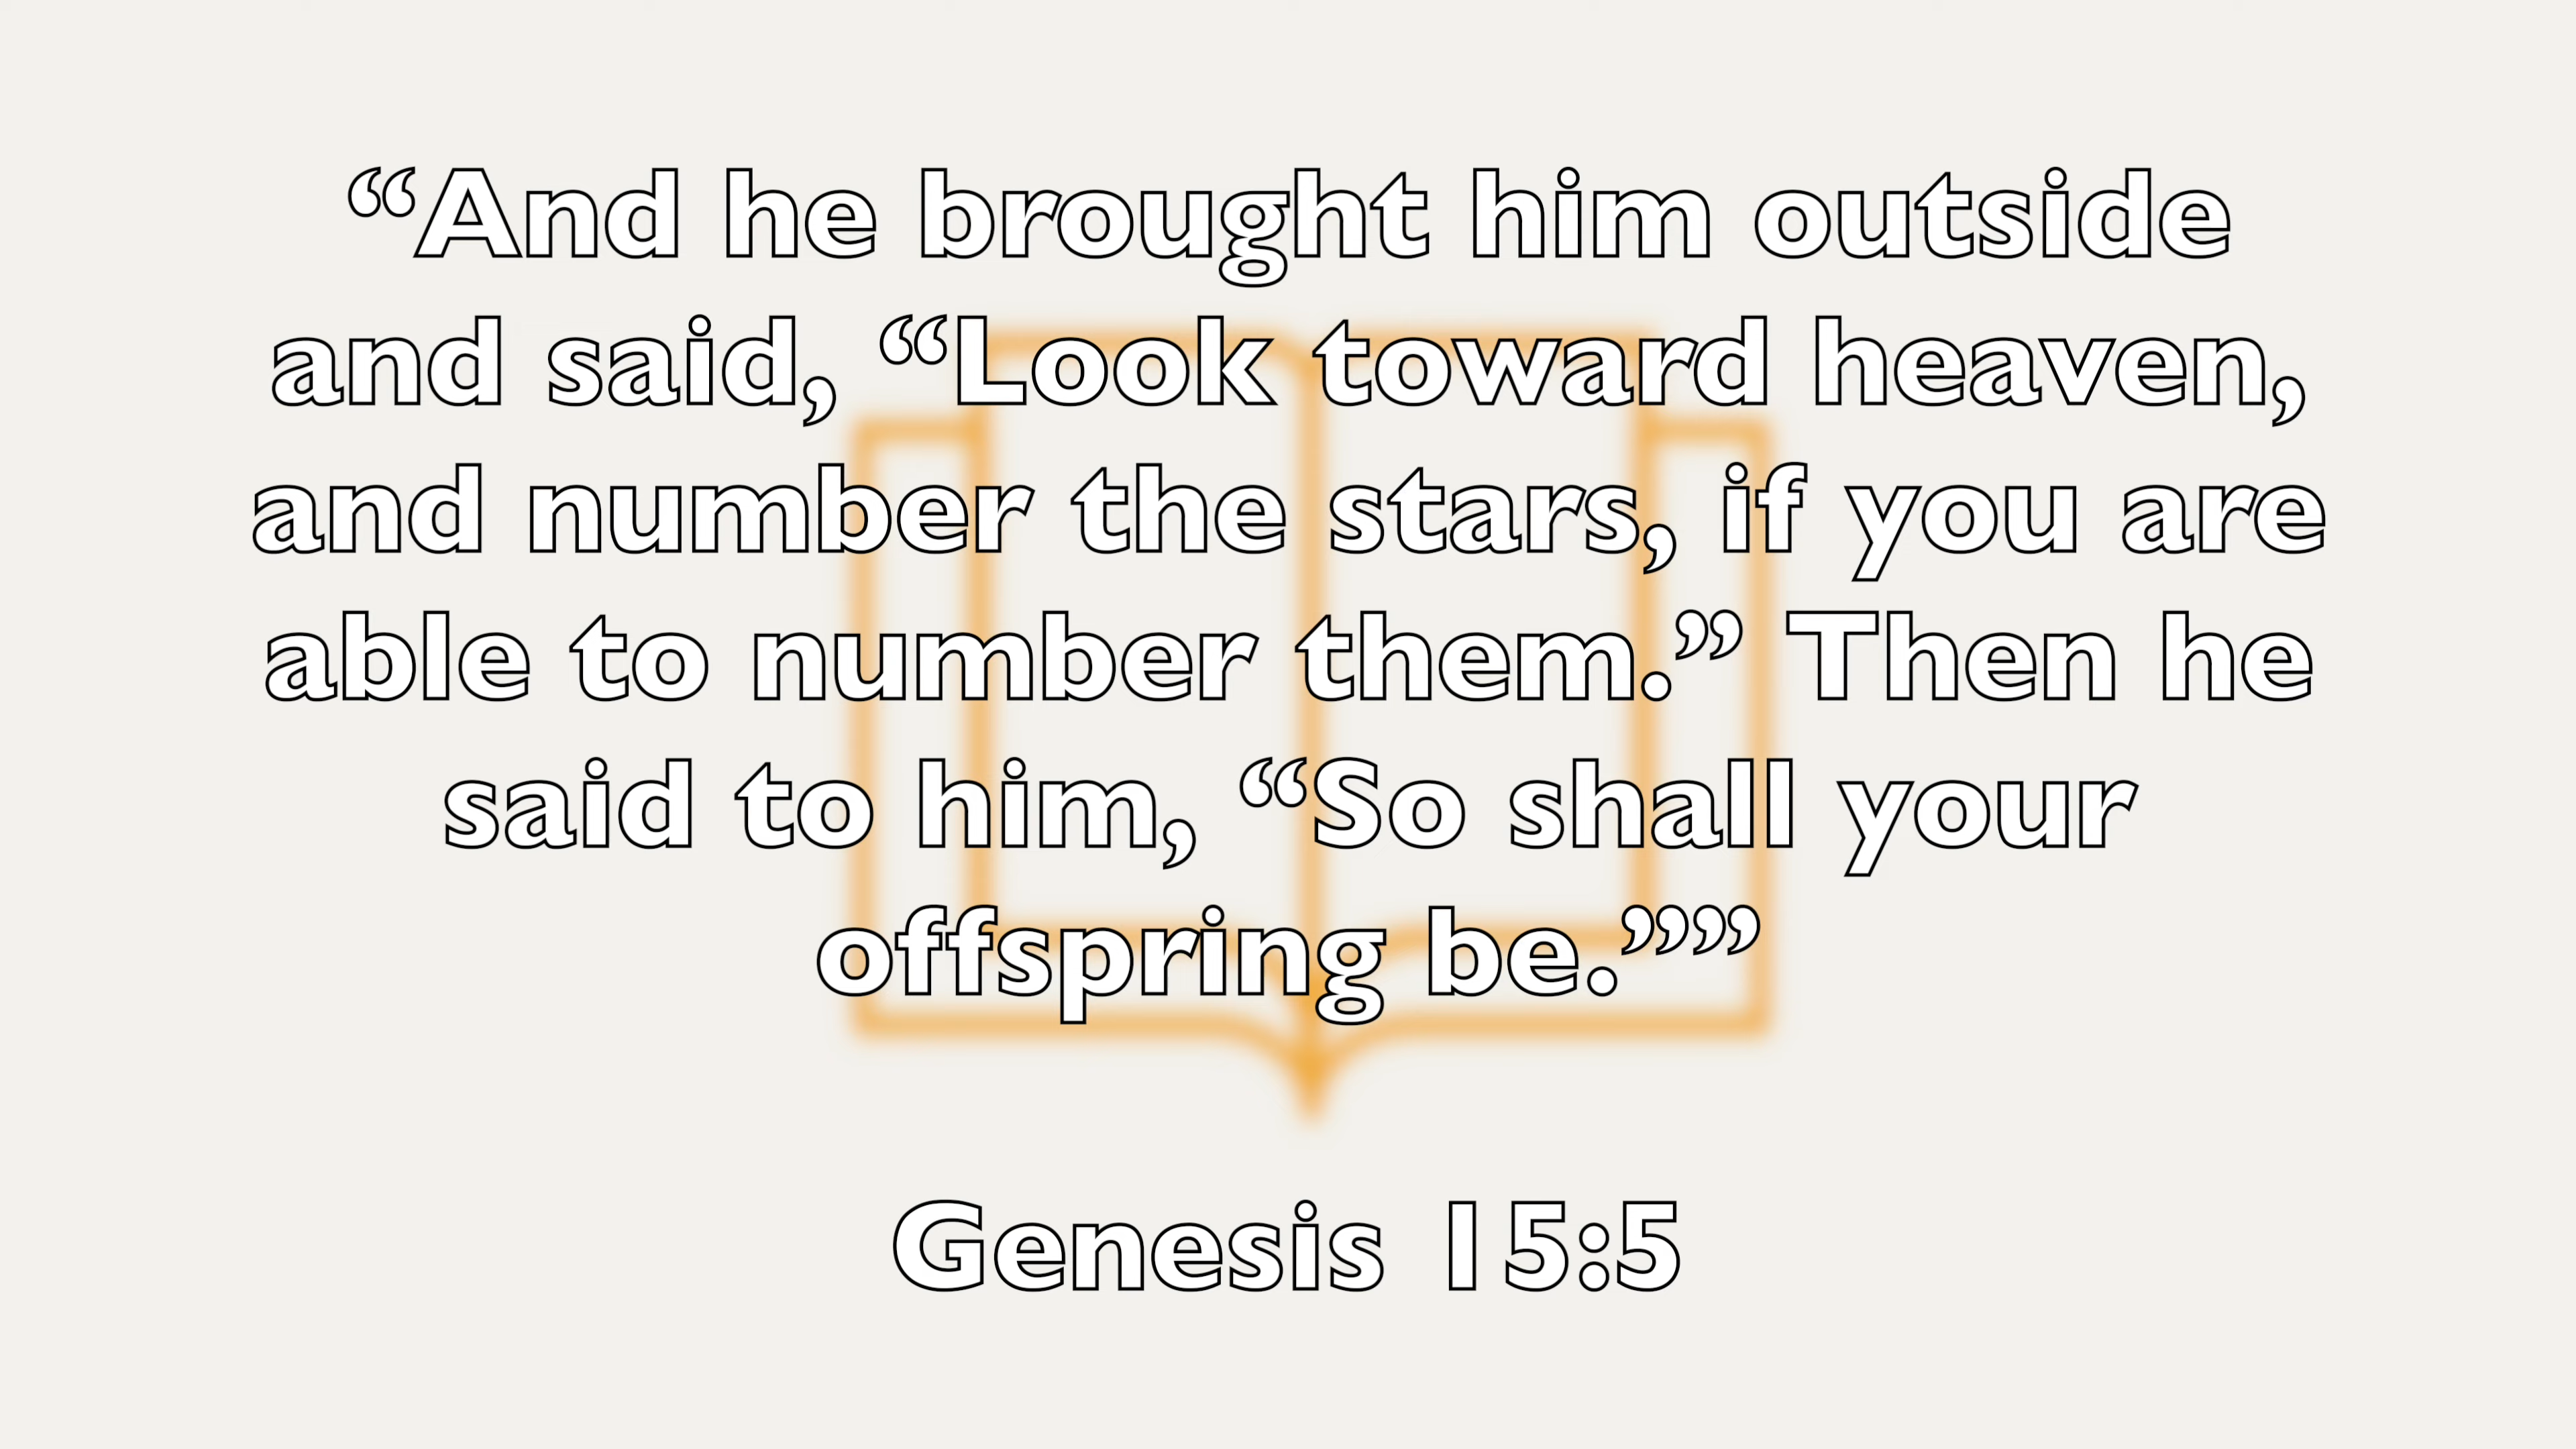 “And he brought him outside
and said, “Look toward heaven,
and number the stars, if you are
able to number them.” Then he
said to him, “So shall your
offspring be.””
Genesis 15:5